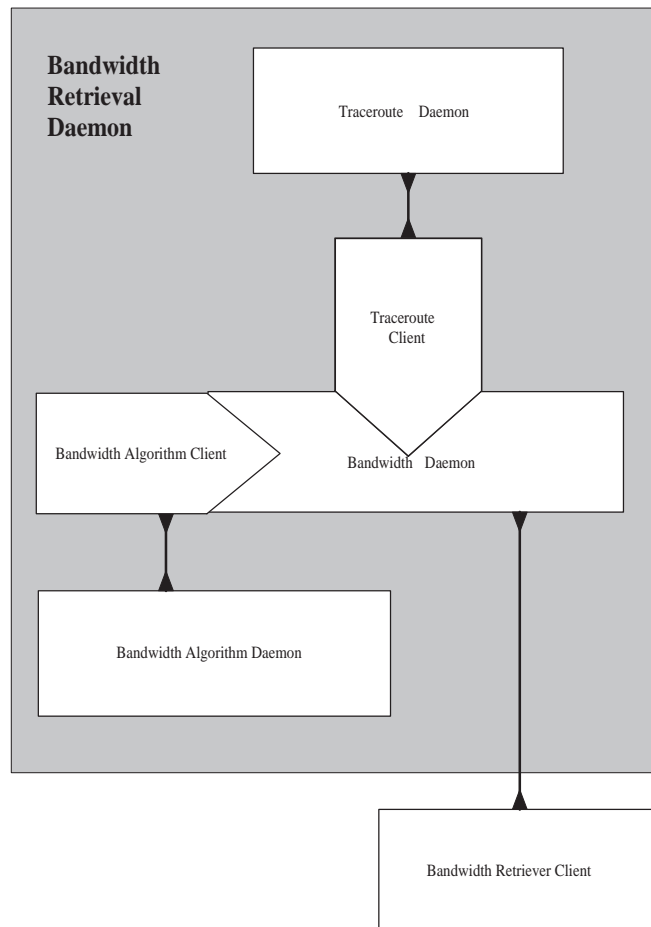 Bandwidth
Retrieval
Daemon
Traceroute Daemon
Traceroute
Client
Bandwidth Algorithm Client
Bandwidth Daemon
Bandwidth Algorithm Daemon
Bandwidth Retriever Client